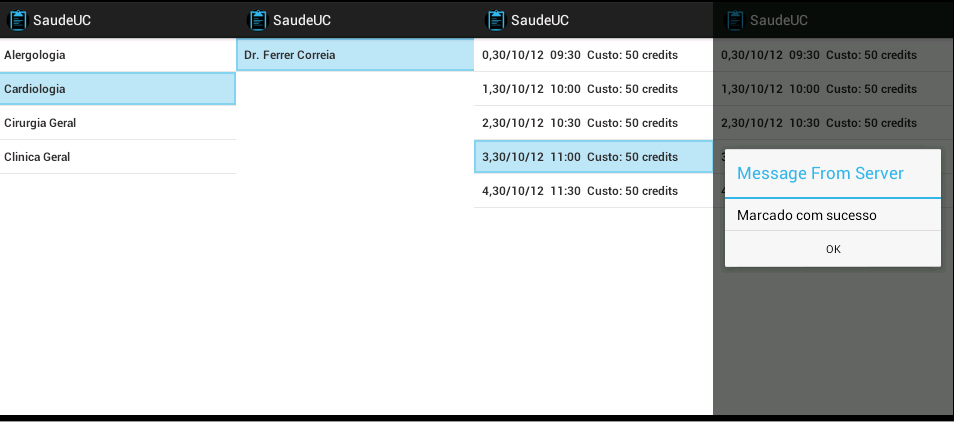 SaudeUC
Alergologia
Cardiologia
Cirurgia Geral
Clinica Geral
SaudeUC
Dr. Ferrer Correia
SaudeUC
0,30/10/12 09:30 Custo: 50 credits
1,30/10/12 10:00 Custo: 50 credits
2,30/10/12 10:30 Custo: 50 credits
3,30/10/12 11:00 Custo: 50 credits
4,30/10/12 11:30 Custo: 50 credits
SaudeUC
0,30/10/12 09:30 Custo: 50 credits
1,30/10/12 10:00 Custo: 50 credits
2,30/10/12 10:30 Custo: 50 credits
Message From Server
Marcado com sucesso
OK